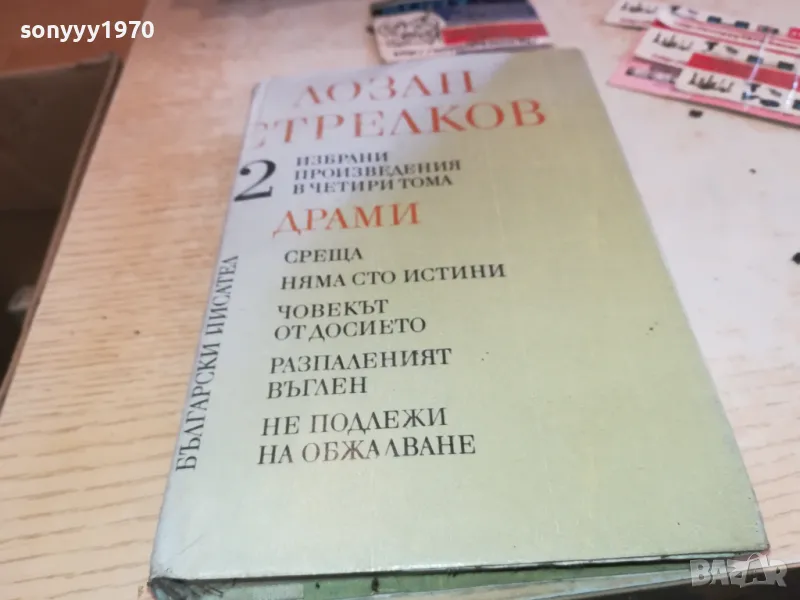 sonyyy1970
ЛОЗАН
СТРЕЛКОВ
2
ИЗБРАНИ
ПРОИЗВЕДЕНИЯ
В ЧЕТИРИ ТОМА
ДРАМИ
СРЕЩА
НЯМА СТО ИСТИНИ
ЧОВЕКЪТ
ОТ ДОСИЕТО
РАЗПАЛЕНИЯТ
ВЪГЛЕН
НЕ ПОДЛЕЖИ
НА ОБЖАЛВАНЕ
БЪЛГАРСКИ ПИСАТЕЛ
BAZAR